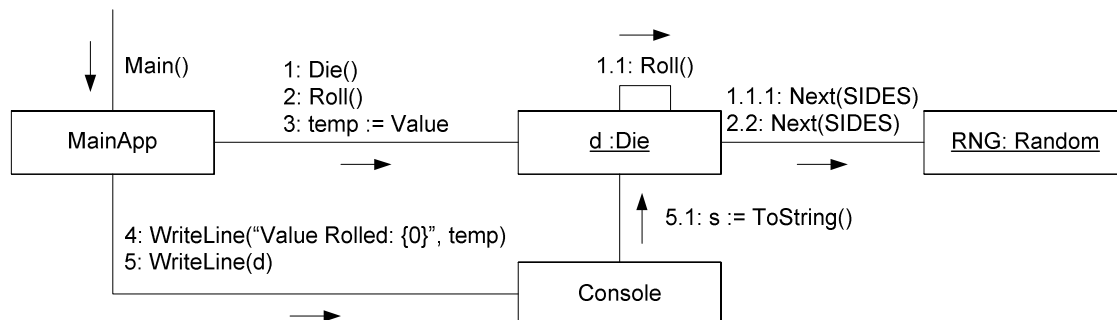 Main()
1: Die()
2: Roll()
3: temp := Value
1.1: Roll()
1.1.1: Next(SIDES)
2.2: Next(SIDES)
MainApp
d :Die
RNG: Random
4: WriteLine(“Value Rolled: {0}”, temp)
5: WriteLine(d)
5.1: s := ToString()
Console